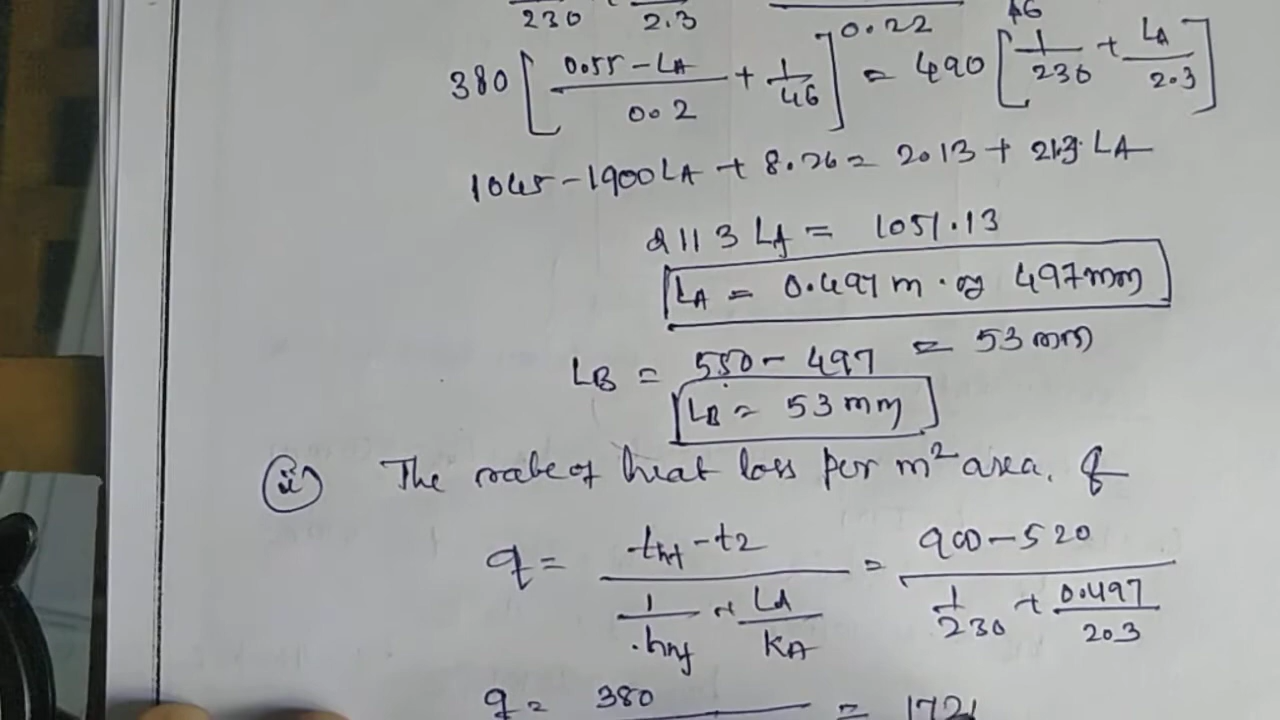 230 2.3 0.22
380 [ (0.55 - LA)/0.2 + 1/46 ] = 490 [ 1/230 + LA/2.3 ]
1045 - 1900 LA + 8.26 = 2.13 + 213 LA
2113 LA = 1051.13
LA = 0.497 m. or 497mm
LB = 550 - 497 = 53 mm
LB = 53 mm
(ii) The rate of heat loss per m² area. q
q = (thf - t2)/(1/hhf + LA/KA) = (900 - 520)/(1/230 + 0.497/2.3)
q = 380 = 1721